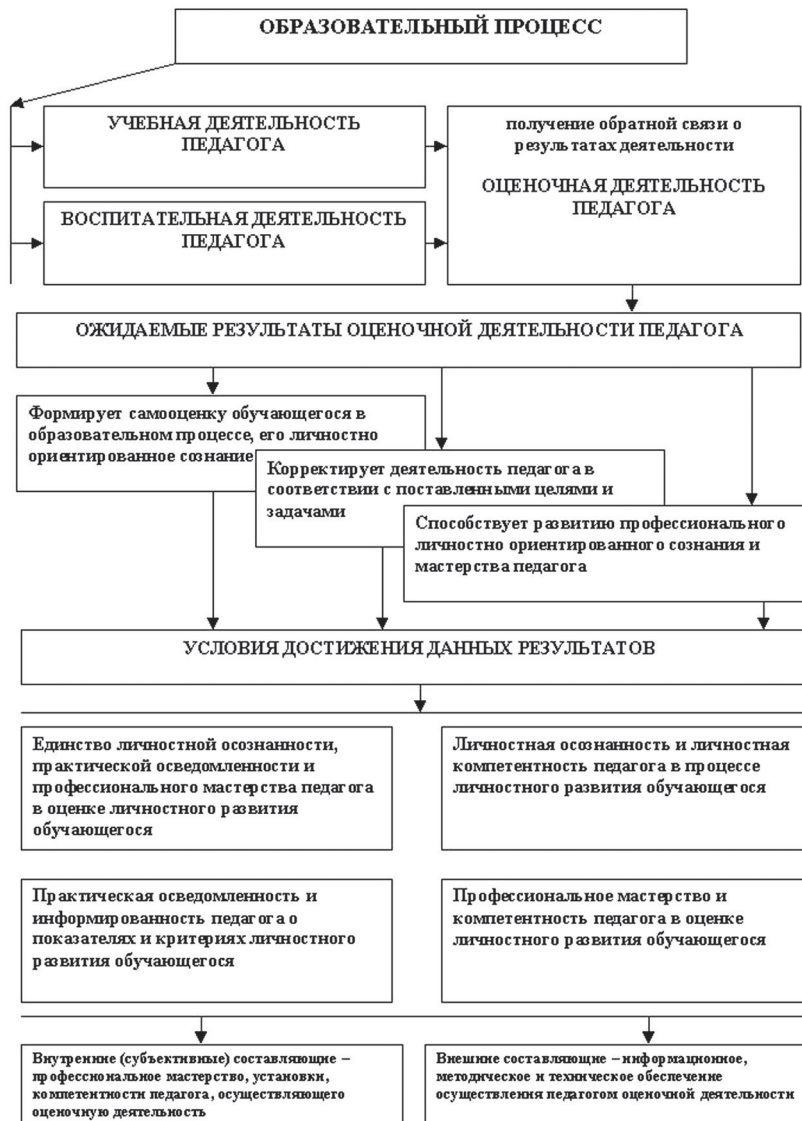 ОБРАЗОВАТЕЛЬНЫЙ ПРОЦЕСС
УЧЕБНАЯ ДЕЯТЕЛЬНОСТЬ
ПЕДАГОГА
получение обратной связи о
результатах деятельности
ОЦЕНОЧНАЯ ДЕЯТЕЛЬНОСТЬ
ПЕДАГОГА
ВОСПИТАТЕЛЬНАЯ ДЕЯТЕЛЬНОСТЬ
ПЕДАГОГА
ОЖИДАЕМЫЕ РЕЗУЛЬТАТЫ ОЦЕНОЧНОЙ ДЕЯТЕЛЬНОСТИ ПЕДАГОГА
Формирует самооценку обучающегося в
образовательном процессе, его личностно
ориентированное сознание
Корректирует деятельность педагога в
соответствии с поставленными целями и
задачами
Способствует развитию профессионального
личностно ориентированного сознания и
мастерства педагога
УСЛОВИЯ ДОСТИЖЕНИЯ ДАННЫХ РЕЗУЛЬТАТОВ
Единство личностной осознанности,
практической осведомленности и
профессионального мастерства педагога
в оценке личностного развития
обучающегося
Личностная осознанность и личностная
компетентность педагога в процессе
личностного развития обучающегося
Практическая осведомленность и
информированность педагога о
показателях и критериях личностного
развития обучающегося
Профессиональное мастерство и
компетентность педагога в оценке
личностного развития обучающегося
Внутренние (субъективные) составляющие –
профессиональное мастерство, установки,
компетентности педагога, осуществляющего
оценочную деятельность
Внешние составляющие – информационное,
методическое и техническое обеспечение
осуществления педагогом оценочной деятельности